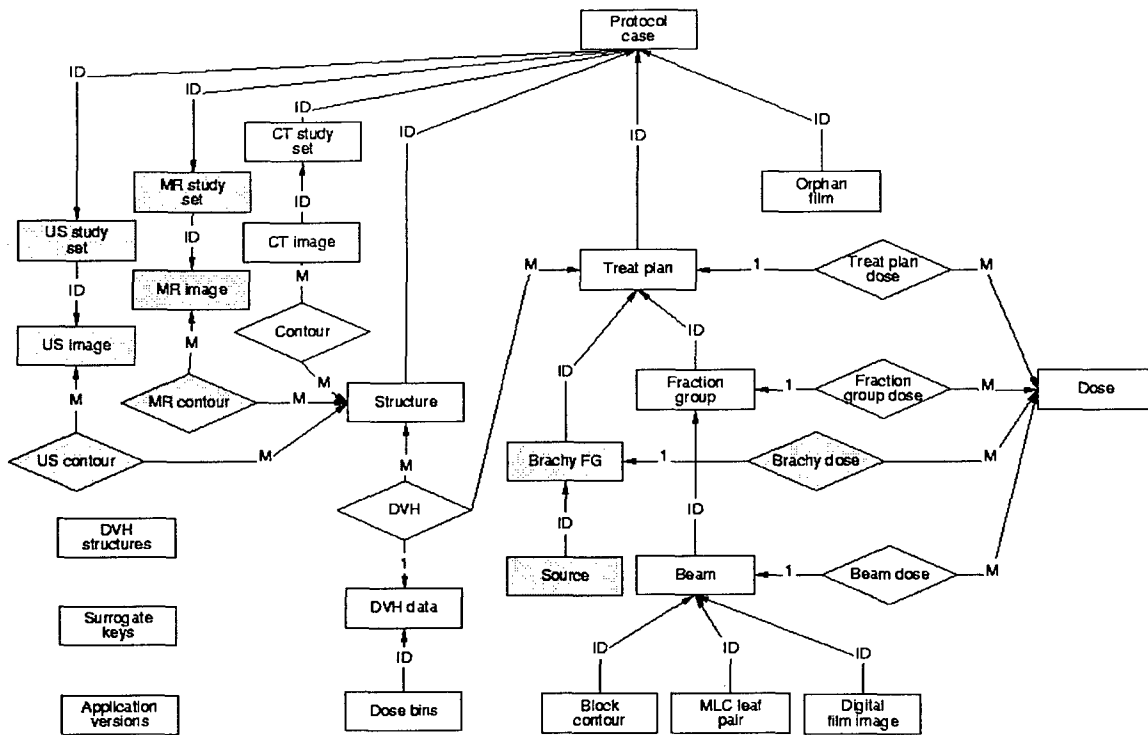 Protocol
case
ID
ID
ID
CT study
set
ID
ID
ID
Orphan
film
MR study
set
ID
ID
US study
set
CT image
ID
MR image
M
M
Treat plan
1
Treat plan
dose
M
US image
M
Contour
ID
ID
M
MR contour
M
M
Structure
Fraction
group
1
Fraction
group dose
M
Dose
US contour
M
M
Brachy FG
1
Brachy dose
M
DVH
ID
ID
DVH
structures
1
Source
Beam
1
Beam dose
M
Surrogate
keys
DVH data
ID
ID
ID
ID
Application
versions
Dose bins
Block
contour
MLC leaf
pair
Digital
film image